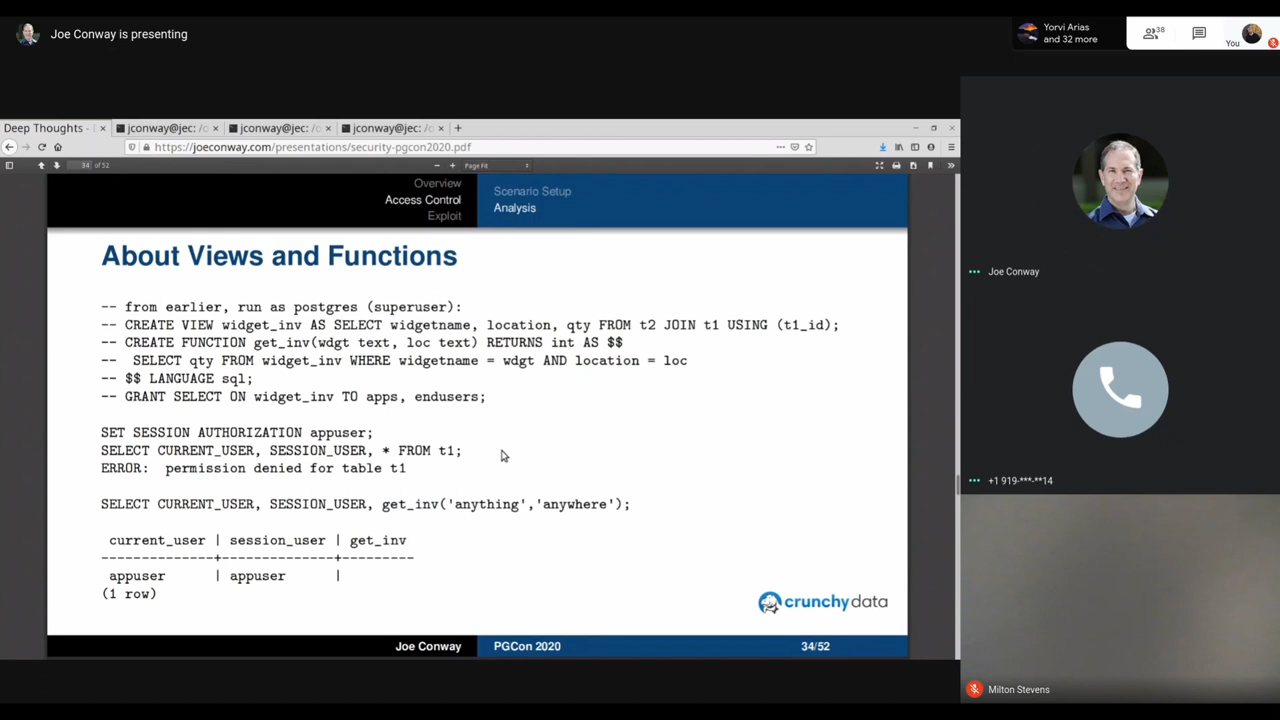 Joe Conway is presenting
Yorvi Arias
and 32 more
38
You
Deep Thoughts -
jconway@jec: /
jconway@jec: /
jconway@jec: /
https://joeconway.com/presentations/security-pgcon2020.pdf
34 of 52
Page Fit
Overview
Access Control
Exploit
Scenario Setup
Analysis
About Views and Functions
-- from earlier, run as postgres (superuser):
-- CREATE VIEW widget_inv AS SELECT widgetname, location, qty FROM t2 JOIN t1 USING (t1_id);
-- CREATE FUNCTION get_inv(wdgt text, loc text) RETURNS int AS $$
--  SELECT qty FROM widget_inv WHERE widgetname = wdgt AND location = loc
-- $$ LANGUAGE sql;
-- GRANT SELECT ON widget_inv TO apps, endusers;
SET SESSION AUTHORIZATION appuser;
SELECT CURRENT_USER, SESSION_USER, * FROM t1;
ERROR:  permission denied for table t1
SELECT CURRENT_USER, SESSION_USER, get_inv('anything','anywhere');
current_user | session_user | get_inv
--------------+--------------+---------
appuser      | appuser      |
(1 row)
crunchydata
Joe Conway
PGCon 2020
34/52
Joe Conway
+1 919-***-**14
Milton Stevens